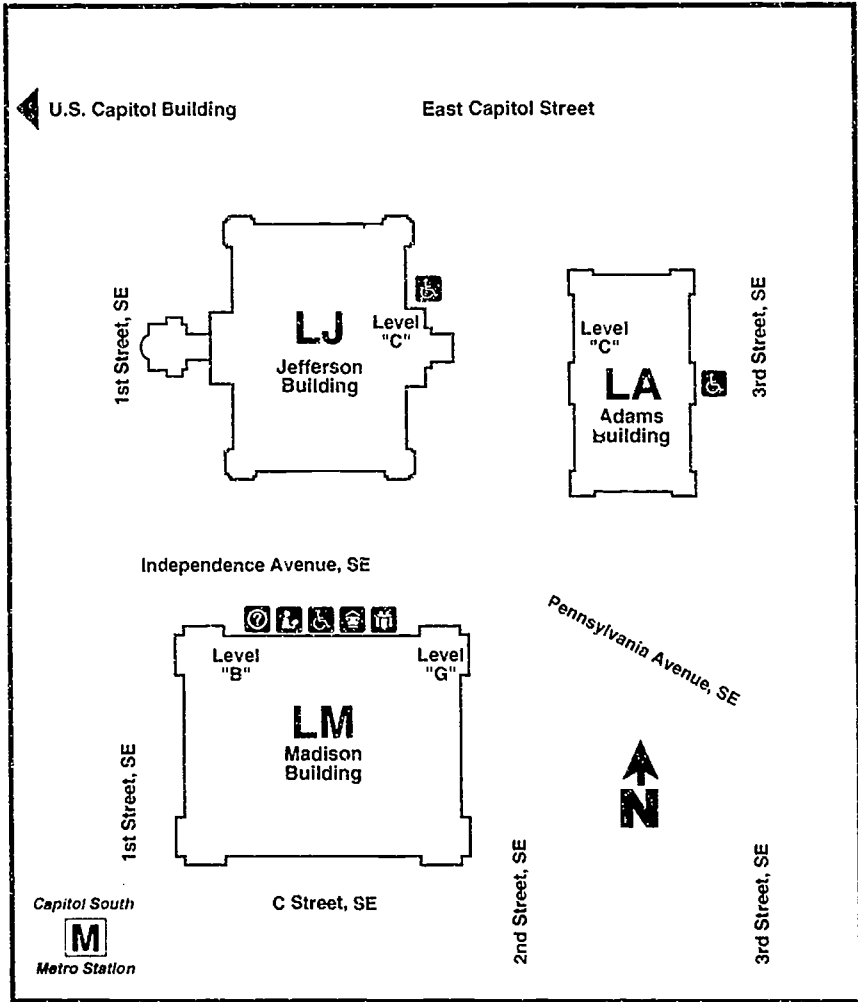 U.S. Capitol Building
East Capitol Street
1st Street, SE
LJ
Jefferson
Building
Level
"C"
Level
"C"
LA
Adams
Building
3rd Street, SE
Independence Avenue, SE
?
Level
"B"
Level
"G"
LM
Madison
Building
Pennsylvania Avenue, SE
N
1st Street, SE
2nd Street, SE
3rd Street, SE
C Street, SE
Capitol South
M
Metro Station